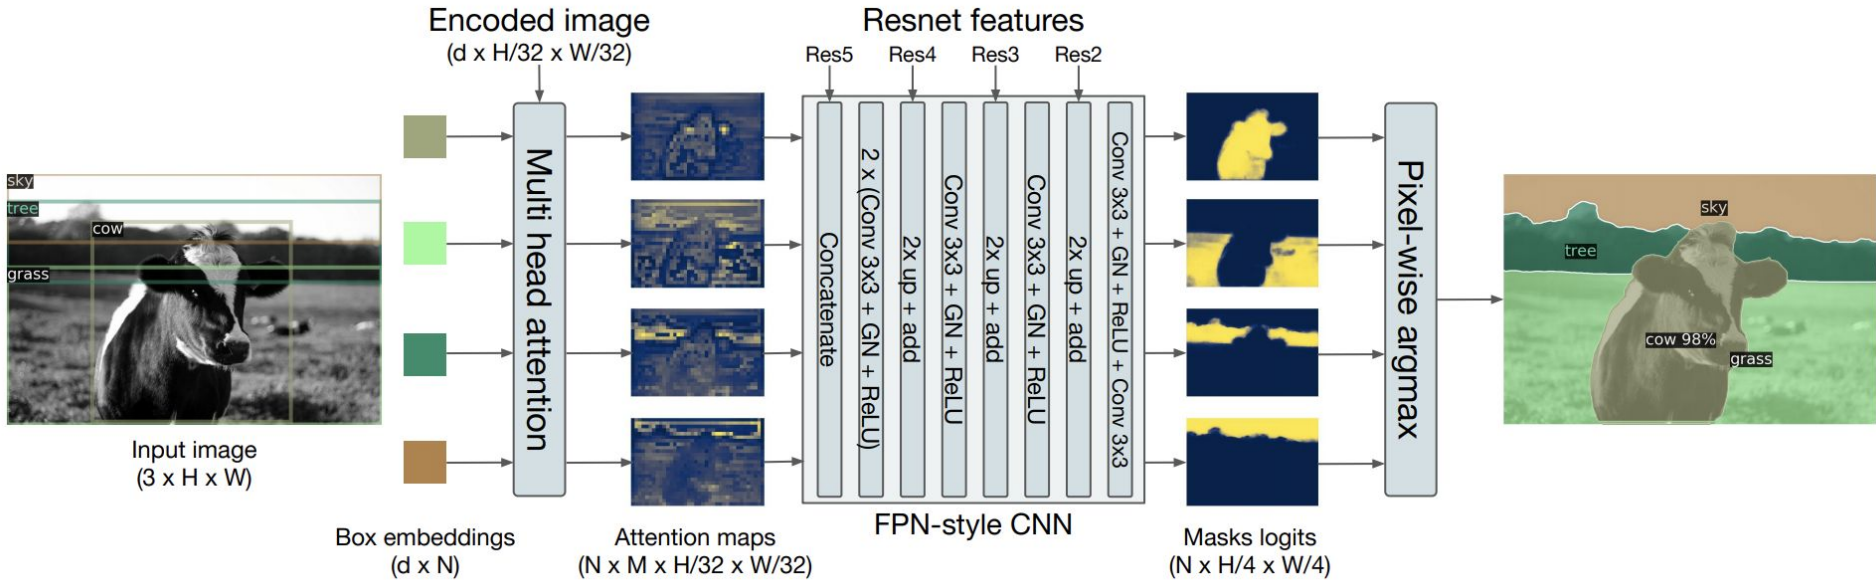 Encoded image
(d x H/32 x W/32)
Resnet features
Res5
Res4
Res3
Res2
sky
tree
cow
grass
Input image
(3 x H x W)
Box embeddings
(d x N)
Multi head attention
Attention maps
(N x M x H/32 x W/32)
Concatenate
2 x (Conv 3x3 + GN + ReLU)
2x up + add
Conv 3x3 + GN + ReLU
2x up + add
Conv 3x3 + GN + ReLU
2x up + add
Conv 3x3 + GN + ReLU + Conv 3x3
FPN-style CNN
Masks logits
(N x H/4 x W/4)
Pixel-wise argmax
sky
tree
cow 98%
grass